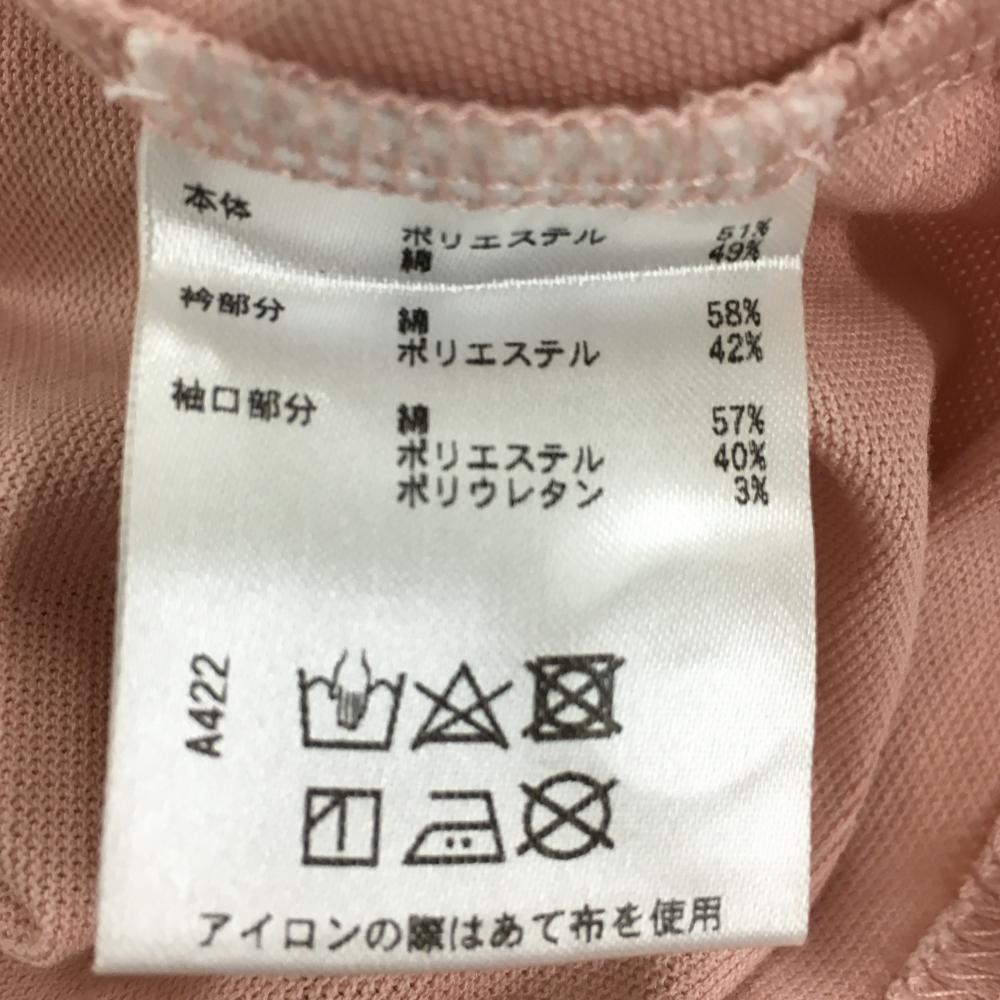 本体 ポリエステル 51%
綿 49%
衿部分 綿 58%
ポリエステル 42%
袖口部分 綿 57%
ポリエステル 40%
ポリウレタン 3%
A422
アイロンの際はあて布を使用